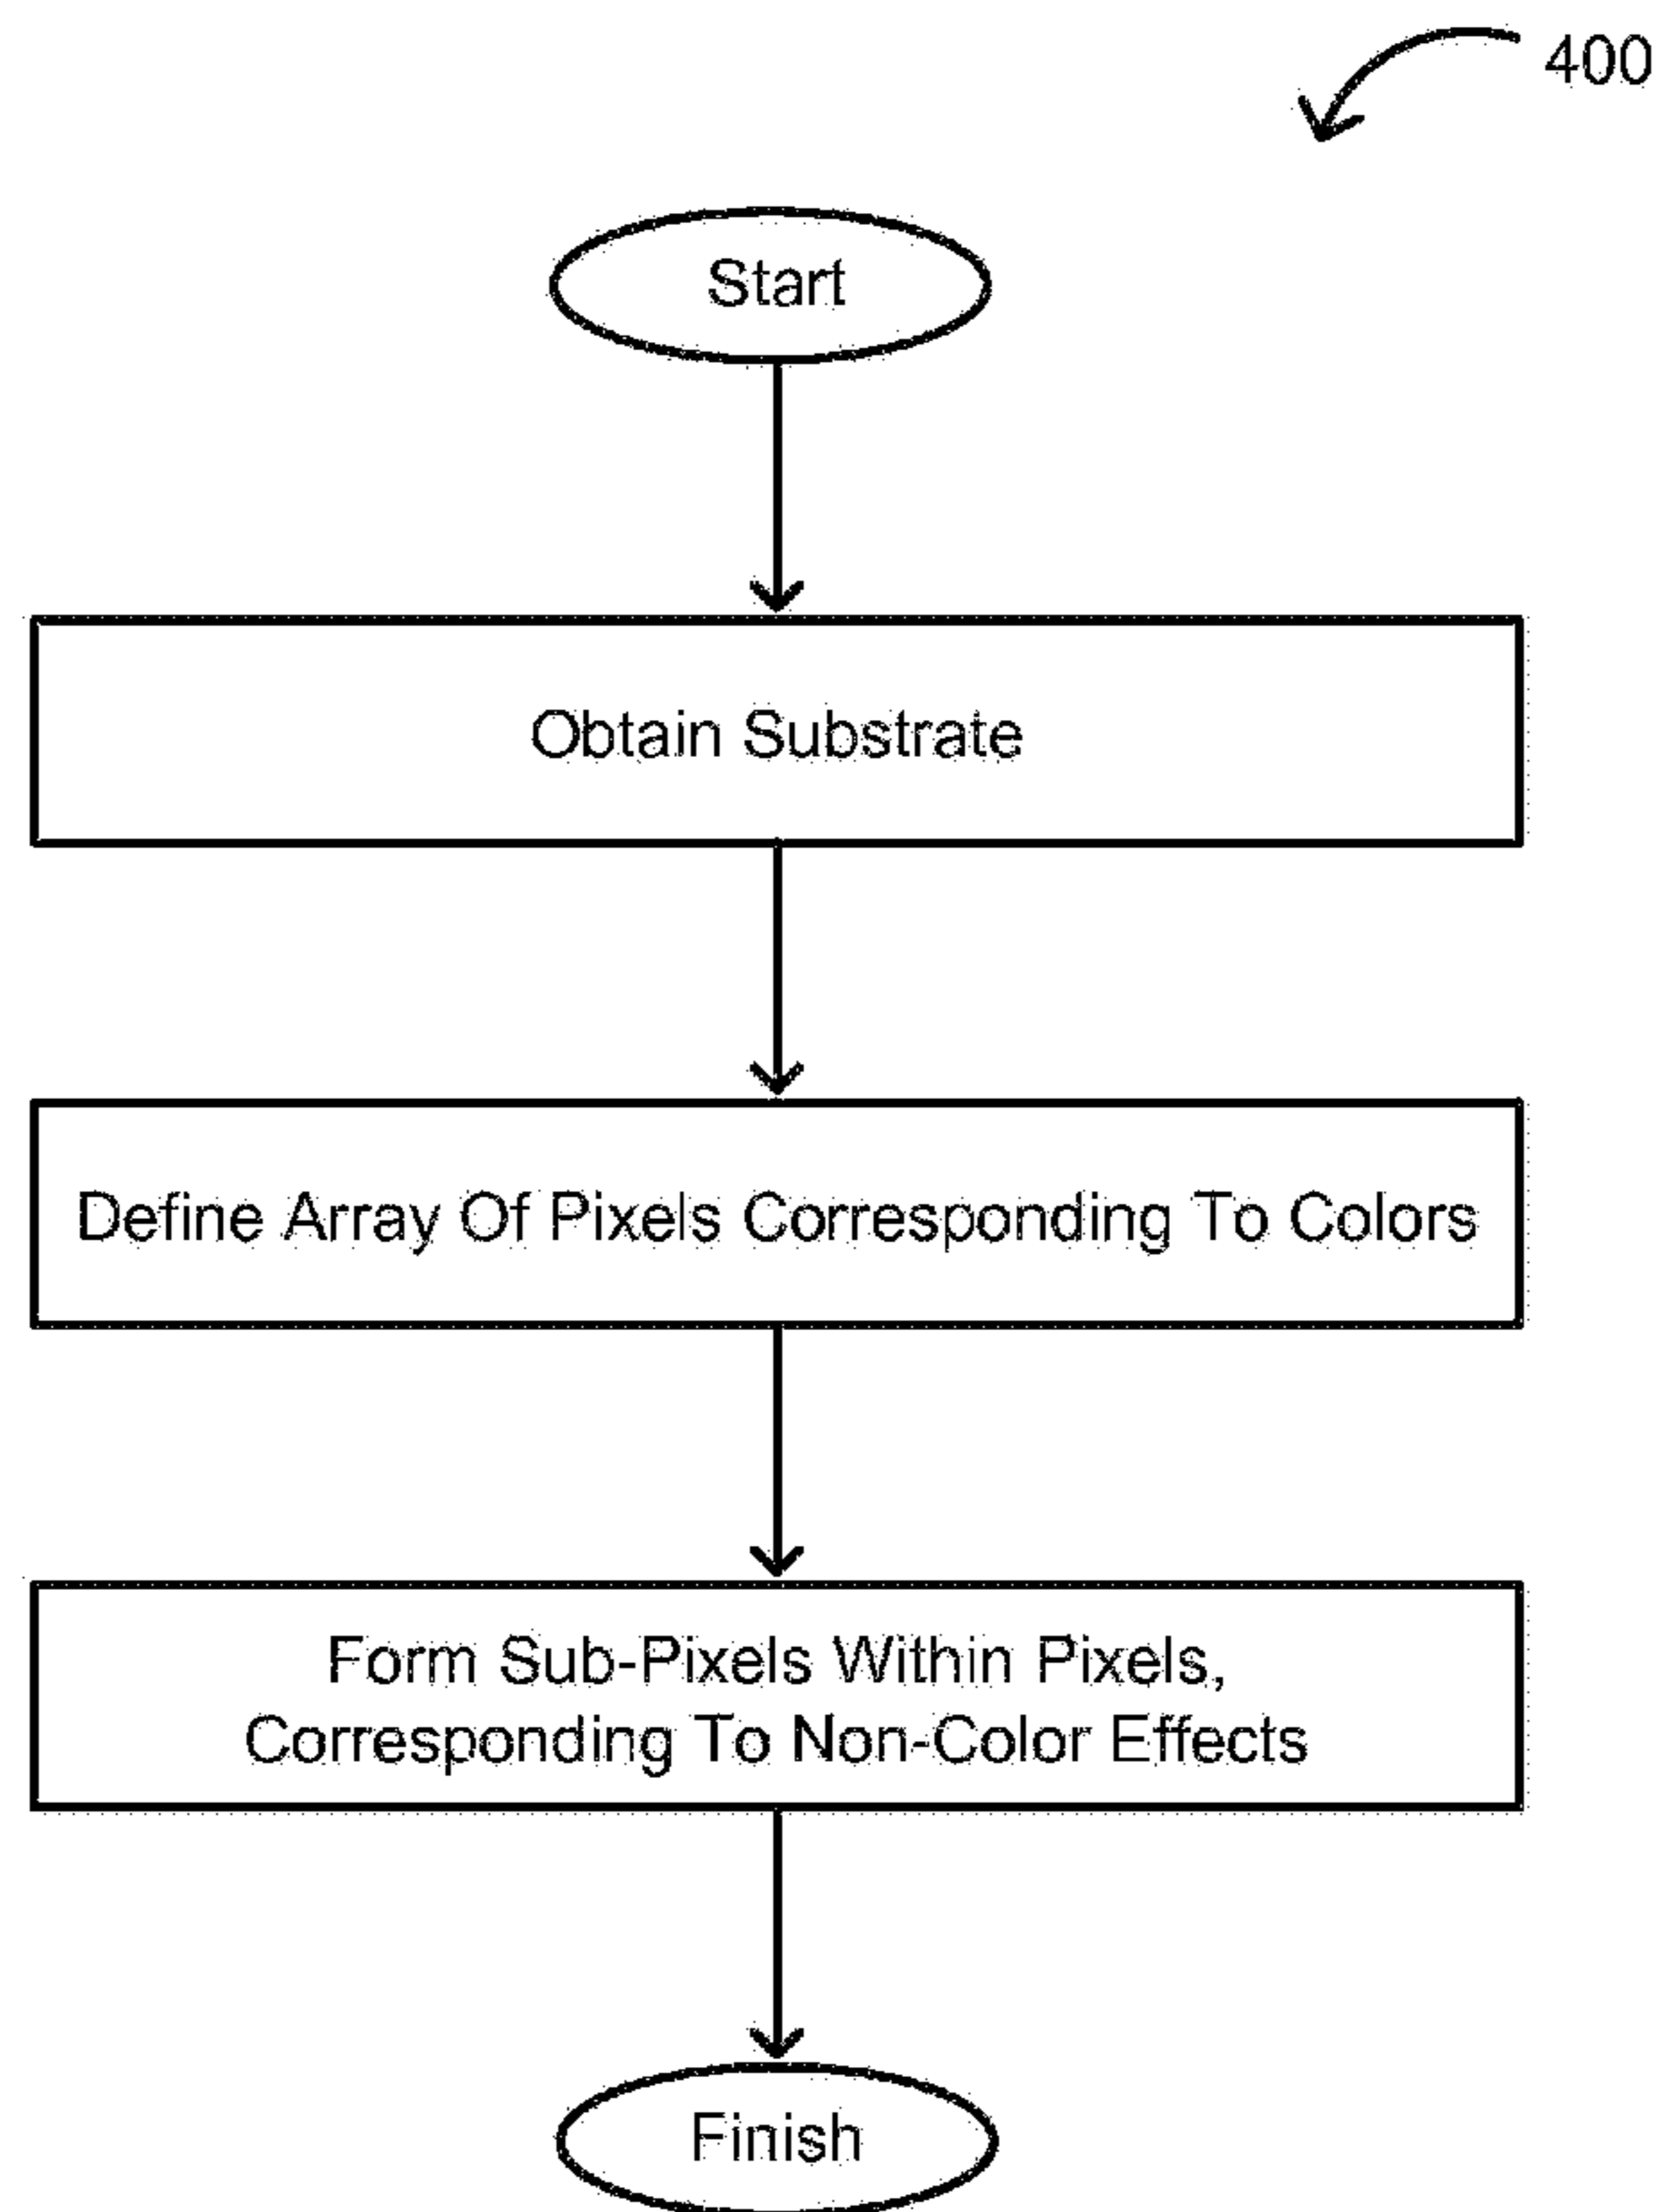 400
Start
Obtain Substrate
Define Array Of Pixels Corresponding To Colors
Form Sub-Pixels Within Pixels,
Corresponding To Non-Color Effects
Finish